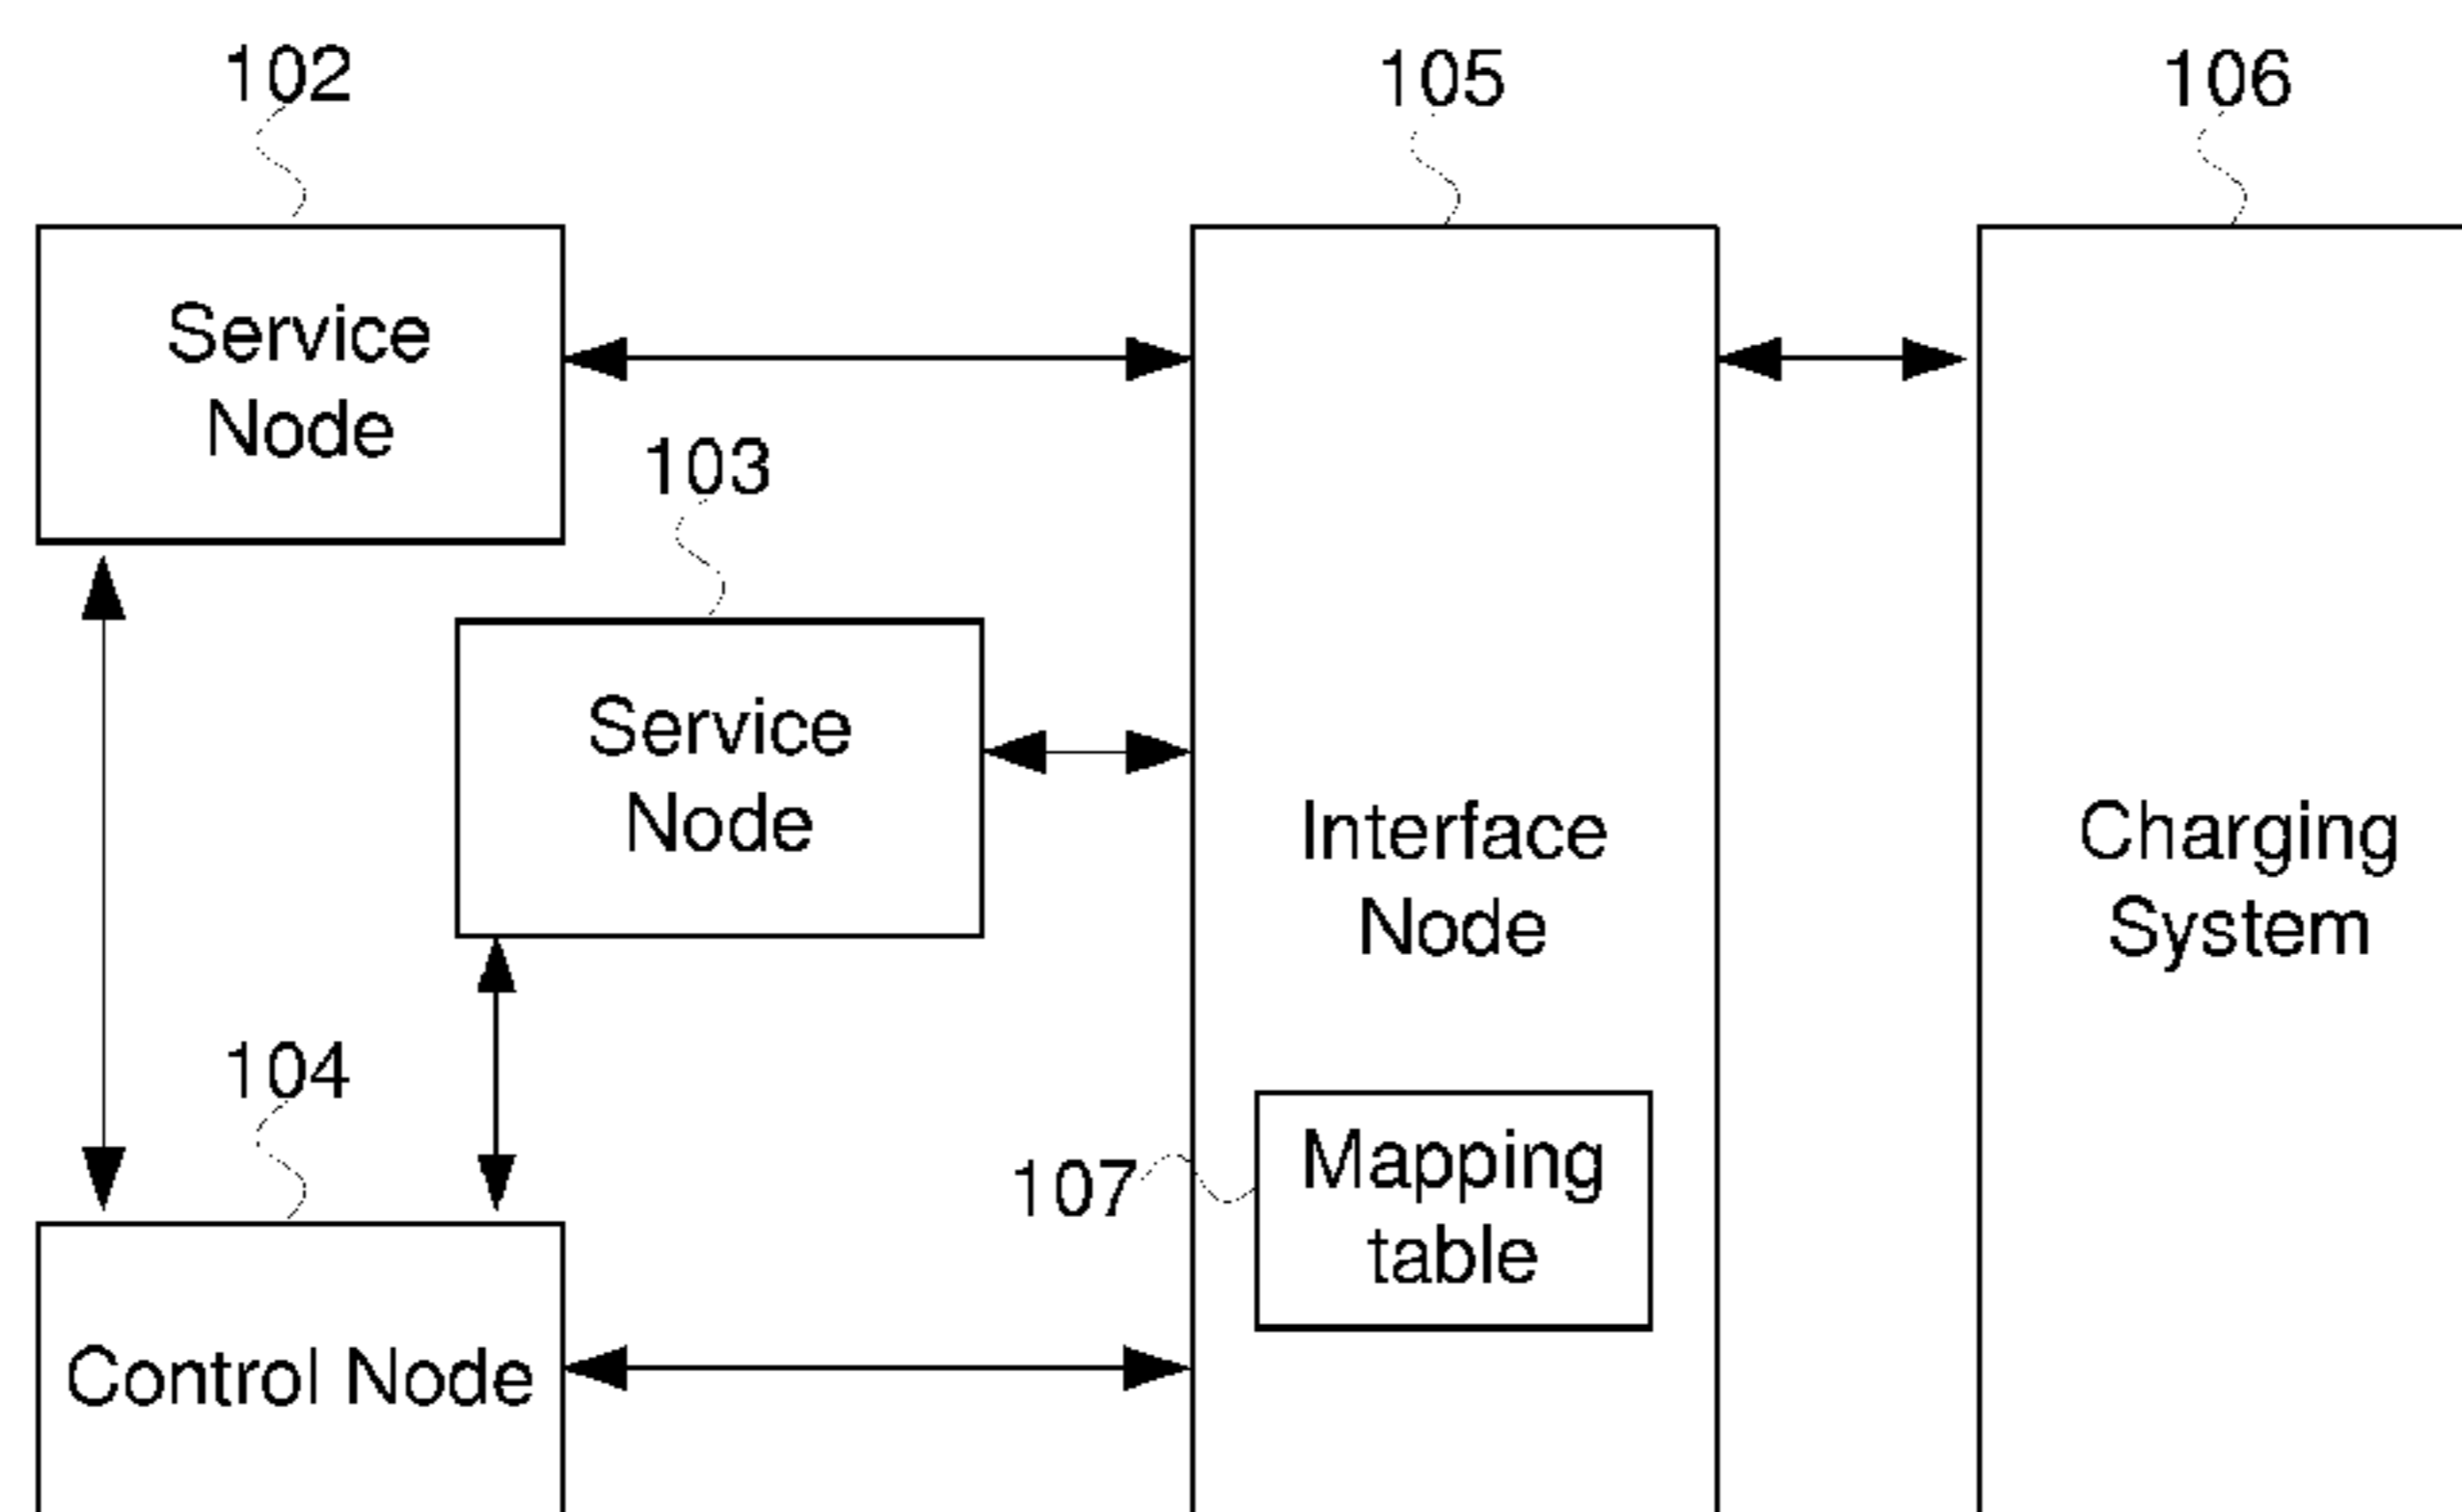 102
105
106
Service
Node
103
Service
Node
Interface
Node
Charging
System
104
107
Mapping
table
Control Node